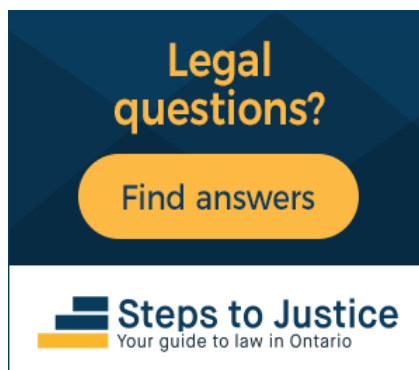 Legal
questions?
Find answers
Steps to Justice
Your guide to law in Ontario